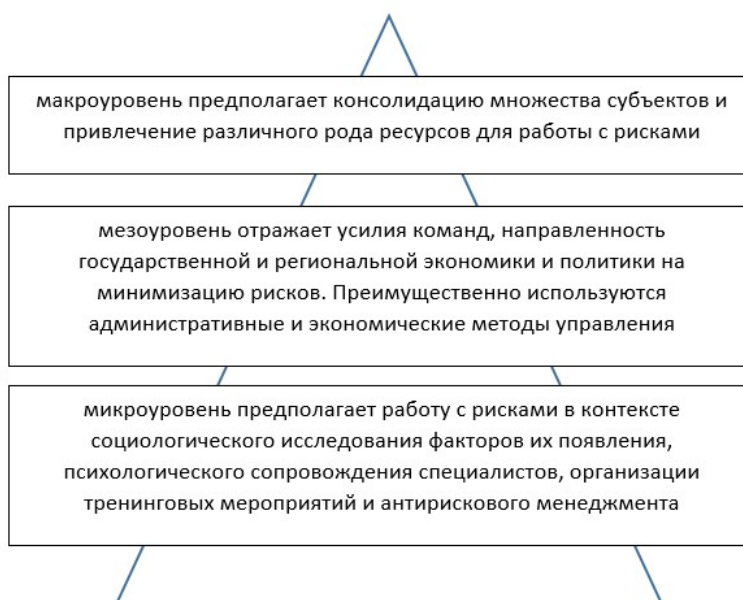 макроуровень предполагает консолидацию множества субъектов и
привлечение различного рода ресурсов для работы с рисками
мезоуровень отражает усилия команд, направленность
государственной и региональной экономики и политики на
минимизацию рисков. Преимущественно используются
административные и экономические методы управления
микроуровень предполагает работу с рисками в контексте
социологического исследования факторов их появления,
психологического сопровождения специалистов, организации
тренинговых мероприятий и антирискового менеджмента